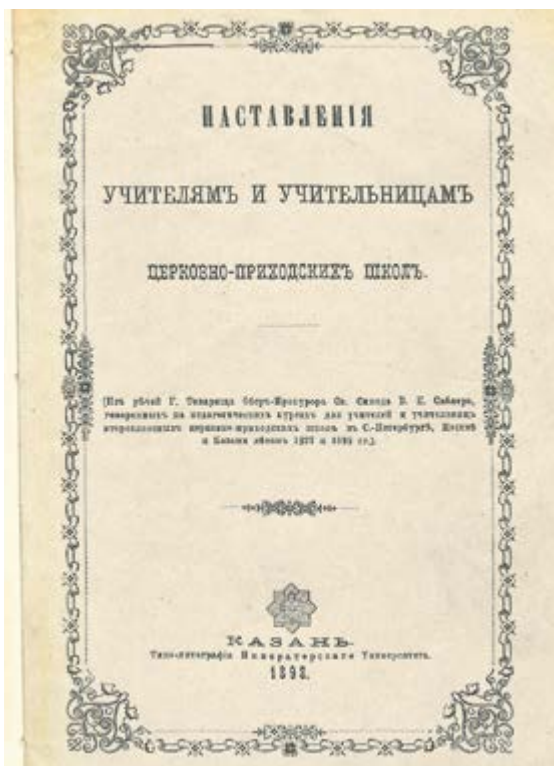 НАСТАВЛЕНІЯ
УЧИТЕЛЯМЪ И УЧИТЕЛЬНИЦАМЪ
ЦЕРКОВНО-ПРИХОДСКИХЪ ШКОЛЪ.
(Изъ рѣчей Г. Товарища Оберъ-Прокурора Св. Синода В. К. Саблера,
говоренныхъ на педагогическихъ курсахъ для учителей и учительницъ
церковно-приходскихъ школъ въ С.-Петербургѣ, Москвѣ
и Казани лѣтомъ
КАЗАНЬ.
Типо-литографія Императорскаго Университета.
1898.